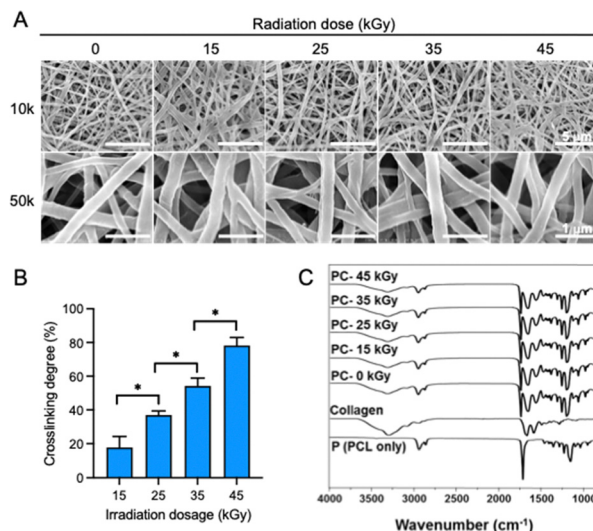 A
Radiation dose (kGy)
0 15 25 35 45
10k
5 μm
50k
1 μm
B
Crosslinking degree (%)
100
80
60
40
20
0
* * *
15 25 35 45
Irradiation dosage (kGy)
C
PC- 45 kGy
PC- 35 kGy
PC- 25 kGy
PC- 15 kGy
PC- 0 kGy
Collagen
P (PCL only)
4000 3500 3000 2500 2000 1500 1000
Wavenumber (cm-1)